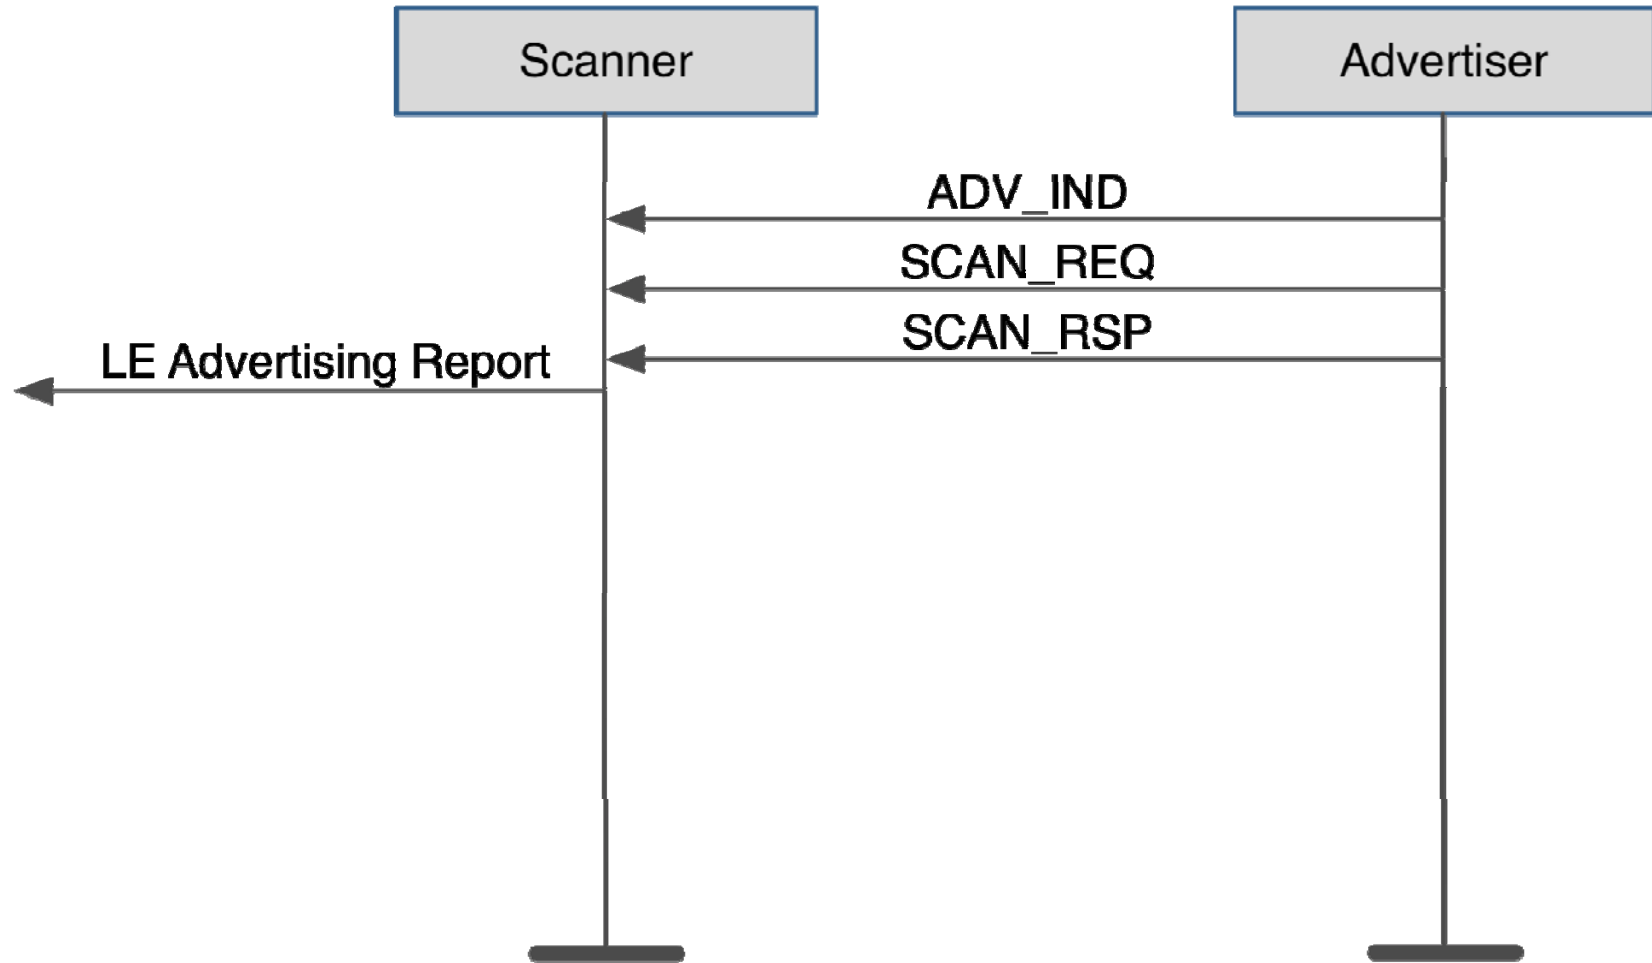 Scanner
Advertiser
ADV_IND
SCAN_REQ
SCAN_RSP
LE Advertising Report